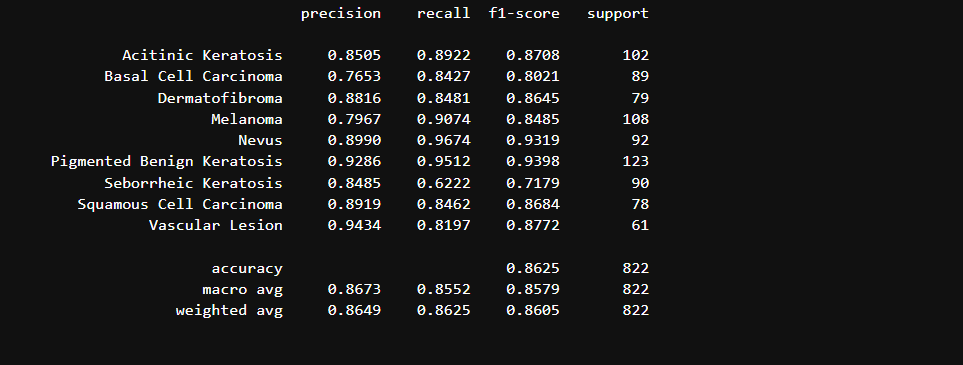 precision recall f1-score support
Acitinic Keratosis 0.8505 0.8922 0.8708 102
Basal Cell Carcinoma 0.7653 0.8427 0.8021 89
Dermatofibroma 0.8816 0.8481 0.8645 79
Melanoma 0.7967 0.9074 0.8485 108
Nevus 0.8990 0.9674 0.9319 92
Pigmented Benign Keratosis 0.9286 0.9512 0.9398 123
Seborrheic Keratosis 0.8485 0.6222 0.7179 90
Squamous Cell Carcinoma 0.8919 0.8462 0.8684 78
Vascular Lesion 0.9434 0.8197 0.8772 61
accuracy 0.8625 822
macro avg 0.8673 0.8552 0.8579 822
weighted avg 0.8649 0.8625 0.8605 822